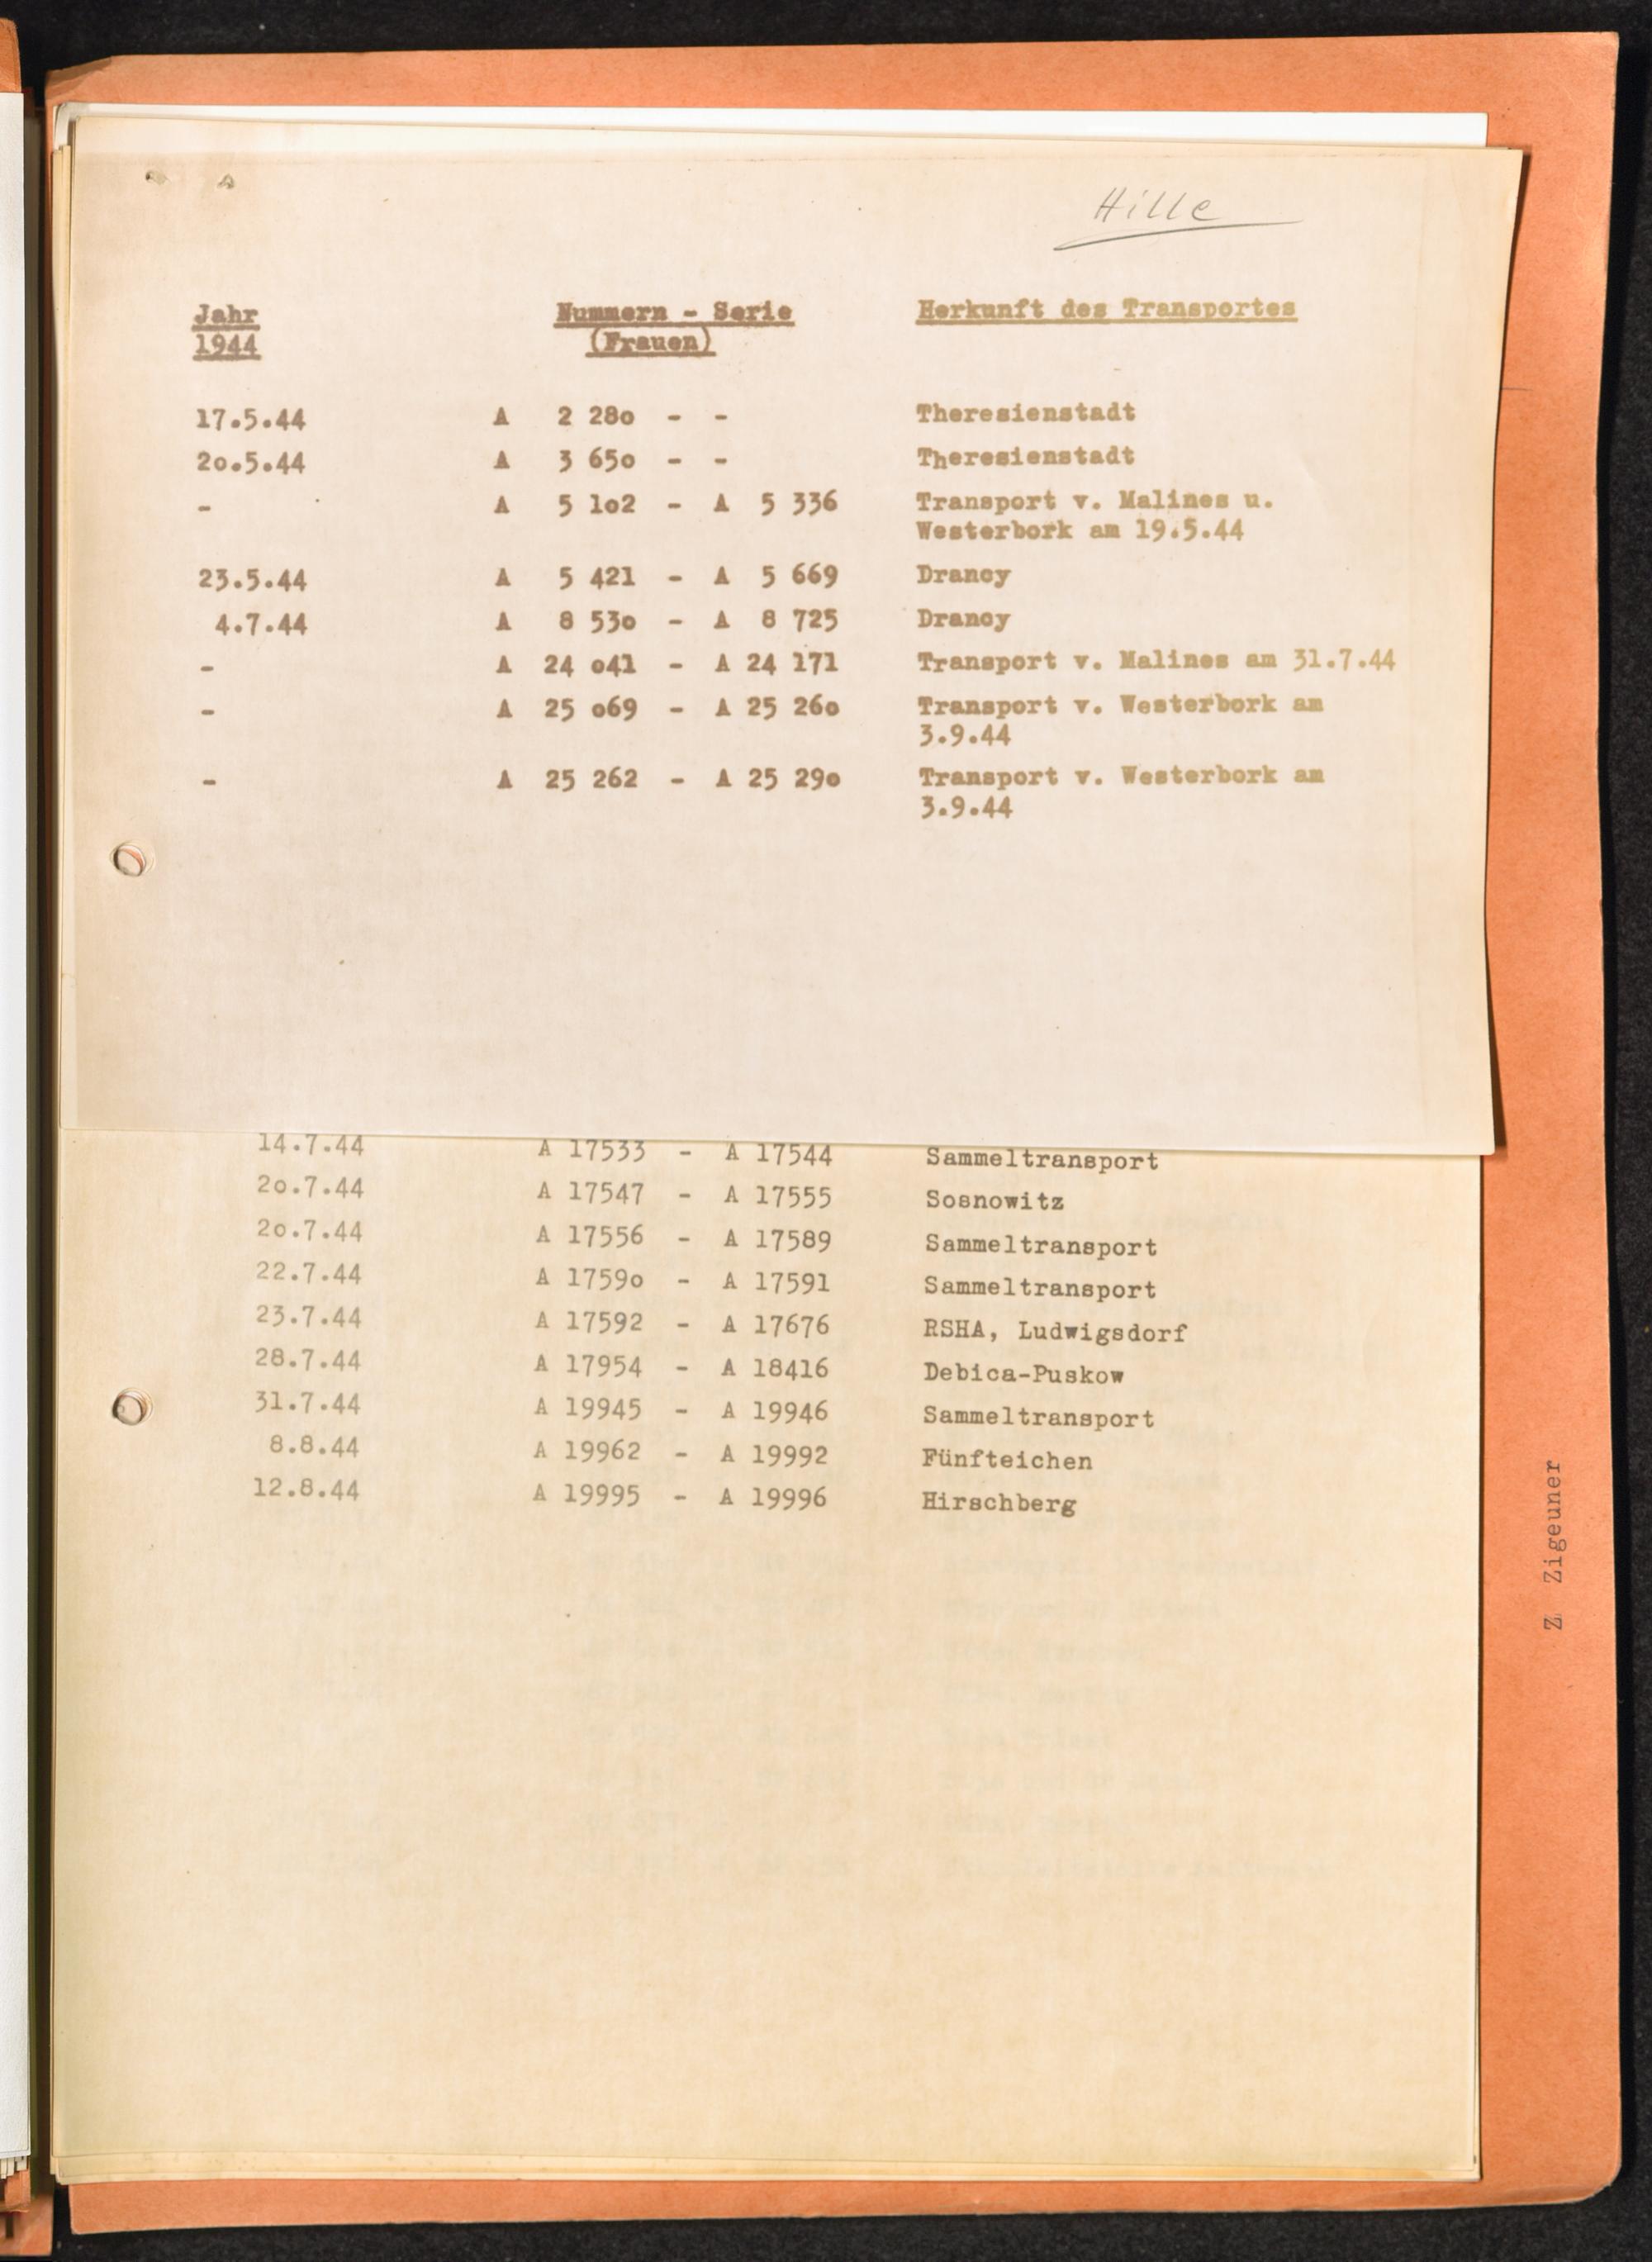 Hille
Jahr Nummern - Serie Herkunft des Transportes
1944 (Frauen)
17.5.44 A 2 28o - - Theresienstadt
2o.5.44 A 3 65o - - Theresienstadt
- A 5 1o2 - A 5 336 Transport v. Malines u.
Westerbork am 19.5.44
23.5.44 A 5 421 - A 5 669 Drancy
4.7.44 A 8 53o - A 8 725 Drancy
- A 24 o41 - A 24 171 Transport v. Malines am 31.7.44
- A 25 o69 - A 25 26o Transport v. Westerbork am
3.9.44
- A 25 262 - A 25 29o Transport v. Westerbork am
3.9.44
14.7.44 A 17533 - A 17544 Sammeltransport
2o.7.44 A 17547 - A 17555 Sosnowitz
2o.7.44 A 17556 - A 17589 Sammeltransport
22.7.44 A 1759o - A 17591 Sammeltransport
23.7.44 A 17592 - A 17676 RSHA, Ludwigsdorf
28.7.44 A 17954 - A 18416 Debica-Puskow
31.7.44 A 19945 - A 19946 Sammeltransport
8.8.44 A 19962 - A 19992 Fünfteichen
12.8.44 A 19995 - A 19996 Hirschberg
Z Zigeuner